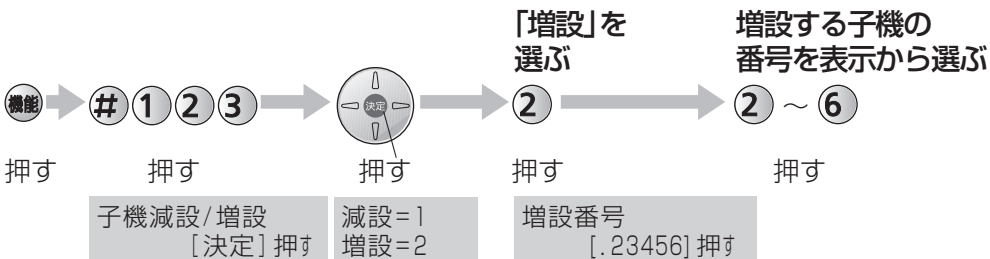 「増設」を
選ぶ
増設する子機の
番号を表示から選ぶ
機能 # 1 2 3 決定 2 2 ～ 6
押す 押す 押す 押す 押す
子機減設/増設
[決定]押す
減設=1
増設=2
増設番号
[.23456]押す